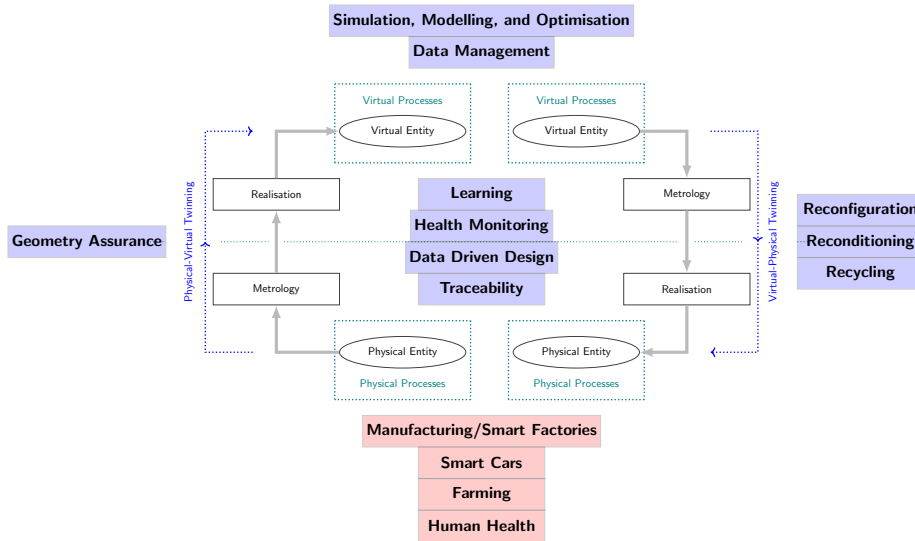 Simulation, Modelling, and Optimisation
Data Management
Virtual Processes
Virtual Processes
Virtual Entity
Virtual Entity
Realisation
Learning
Metrology
Physical-Virtual Twinning
Virtual-Physical Twinning
Reconfiguration
Health Monitoring
Geometry Assurance
Reconditioning
Data Driven Design
Recycling
Metrology
Traceability
Realisation
Physical Entity
Physical Entity
Physical Processes
Physical Processes
Manufacturing/Smart Factories
Smart Cars
Farming
Human Health